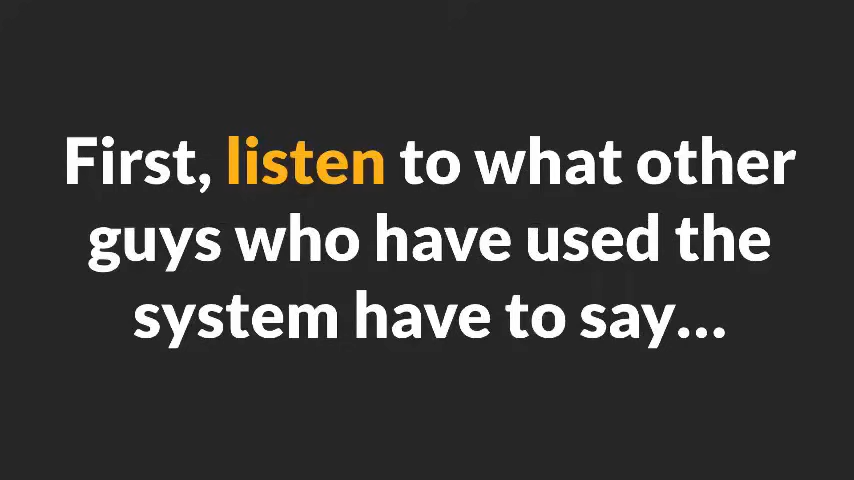 First, listen to what other
guys who have used the
system have to say...